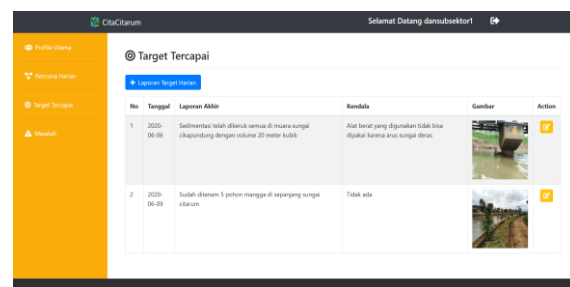 CitaCitarum
Selamat Datang dansubsektor1
Profile Utama
Rencana Harian
Target Tercapai
Masalah
Target Tercapai
+ Laporan Target Harian
No Tanggal Laporan Akhir Kendala Gambar Action
1 2020- Sedimentasi telah dikeruk semua di muara sungai Alat berat yang digunakan tidak bisa
06-08 cikapundung dengan volume 20 meter kubik dipakai karena arus sungai deras
2 2020- Sudah ditanam 5 pohon mangga di sepanjang sungai Tidak ada
06-09 citarum